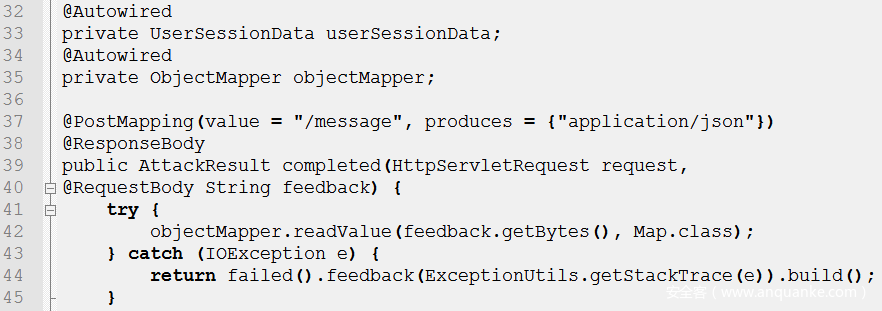 32 @Autowired
33 private UserSessionData userSessionData;
34 @Autowired
35 private ObjectMapper objectMapper;
36
37 @PostMapping(value = "/message", produces = {"application/json"})
38 @ResponseBody
39 public AttackResult completed(HttpServletRequest request,
40 @RequestBody String feedback) {
41     try {
42         objectMapper.readValue(feedback.getBytes(), Map.class);
43     } catch (IOException e) {
44         return failed().feedback(ExceptionUtils.getStackTrace(e)).build();
45     }
安全客 ( www.anquanke.com )